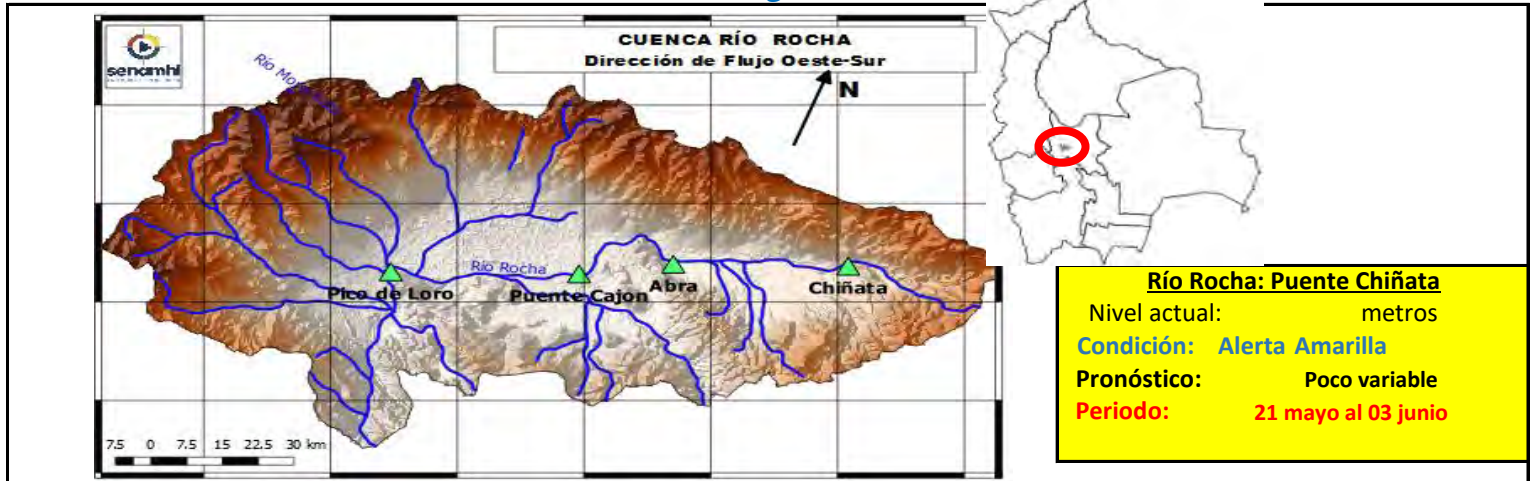 senamhi
CUENCA RÍO ROCHA
Dirección de Flujo Oeste-Sur
N
Río Rocha
Pico de Loro
Puente Cajon
Abra
Chiñata
7.5 0 7.5 15 22.5 30 km
Río Rocha: Puente Chiñata
Nivel actual: metros
Condición: Alerta Amarilla
Pronóstico: Poco variable
Periodo: 21 mayo al 03 junio